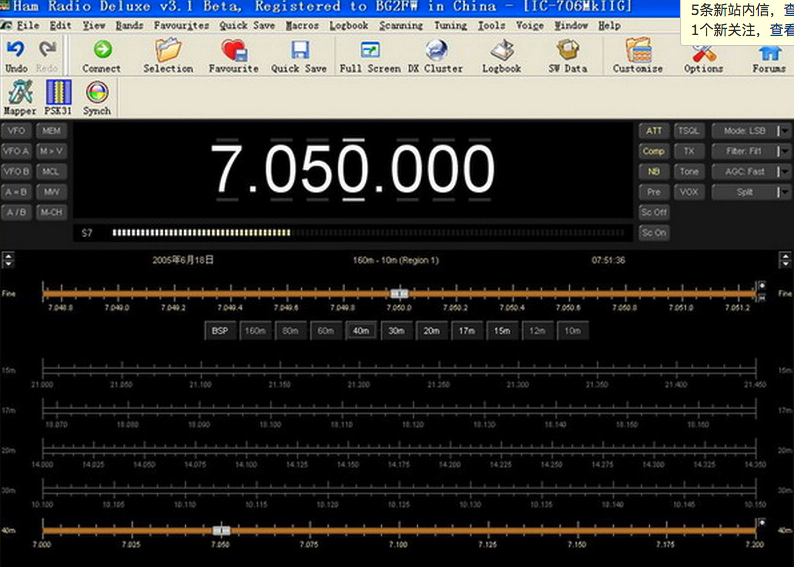 Ham Radio Deluxe v3.1 Beta, Registered to BG2FW in China - [IC-706MkIIG]
5条新站内信，查
1个新关注，查看
File Edit View Bands Favourites Quick Save Macros Logbook Scanning Tuning Tools Voice Window Help
Undo Redo Connect Selection Favourite Quick Save Full Screen DX Cluster Logbook SW Data Customise Options Forums
Mapper PSK31 Synch
VFO MEM ATT TSQL Mode: LSB
VFO A M > V Comp TX Filter: Fil1
VFO B MCL NB Tone AGC: Fast
A = B MW Pre VOX Split
A / B M-CH Sc Off
7.050.000
S7 Sc On
2005年6月18日 160m - 10m (Region 1) 07:51:36
Fine Fine
7.048.8 7.049.0 7.049.2 7.049.4 7.049.6 7.049.8 7.050.0 7.050.2 7.050.4 7.050.6 7.050.8 7.051.0 7.051.2
BSP 160m 80m 60m 40m 30m 20m 17m 15m 12m 10m
15m 15m
21.000 21.050 21.100 21.150 21.200 21.250 21.300 21.350 21.400 21.450
17m 17m
18.070 18.080 18.090 18.100 18.110 18.120 18.130 18.140 18.150 18.160
20m 20m
14.000 14.025 14.050 14.075 14.100 14.125 14.150 14.175 14.200 14.225 14.250 14.275 14.300 14.325 14.350
30m 30m
10.100 10.105 10.110 10.115 10.120 10.125 10.130 10.135 10.140 10.145 10.150
40m 40m
7.000 7.025 7.050 7.075 7.100 7.125 7.150 7.175 7.200